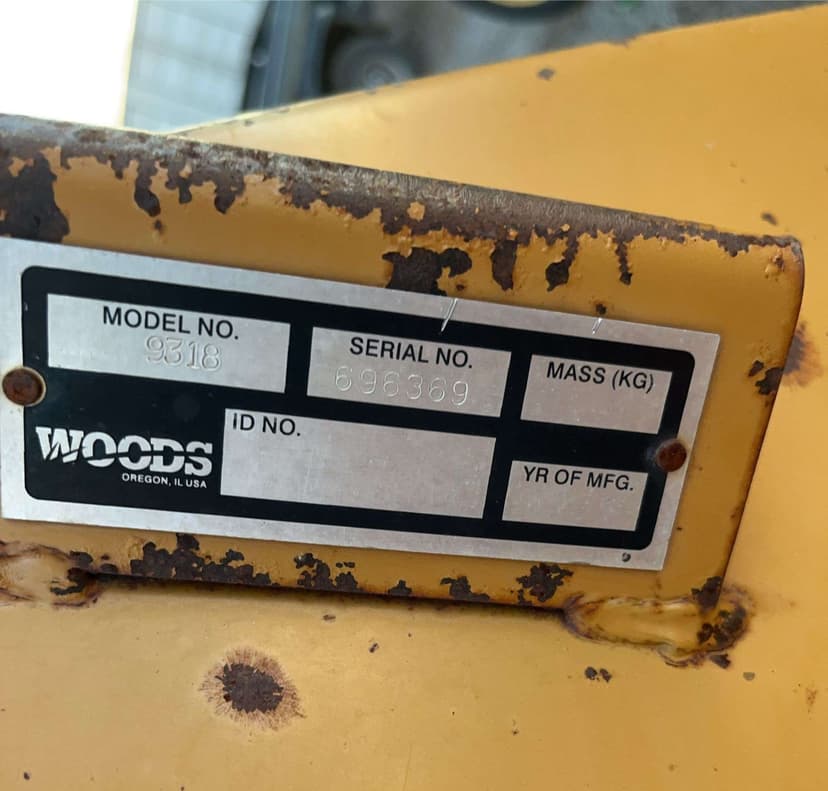 MODEL NO.
9318
SERIAL NO.
696369
MASS (KG)
WOODS
OREGON, IL USA
ID NO.
YR OF MFG.